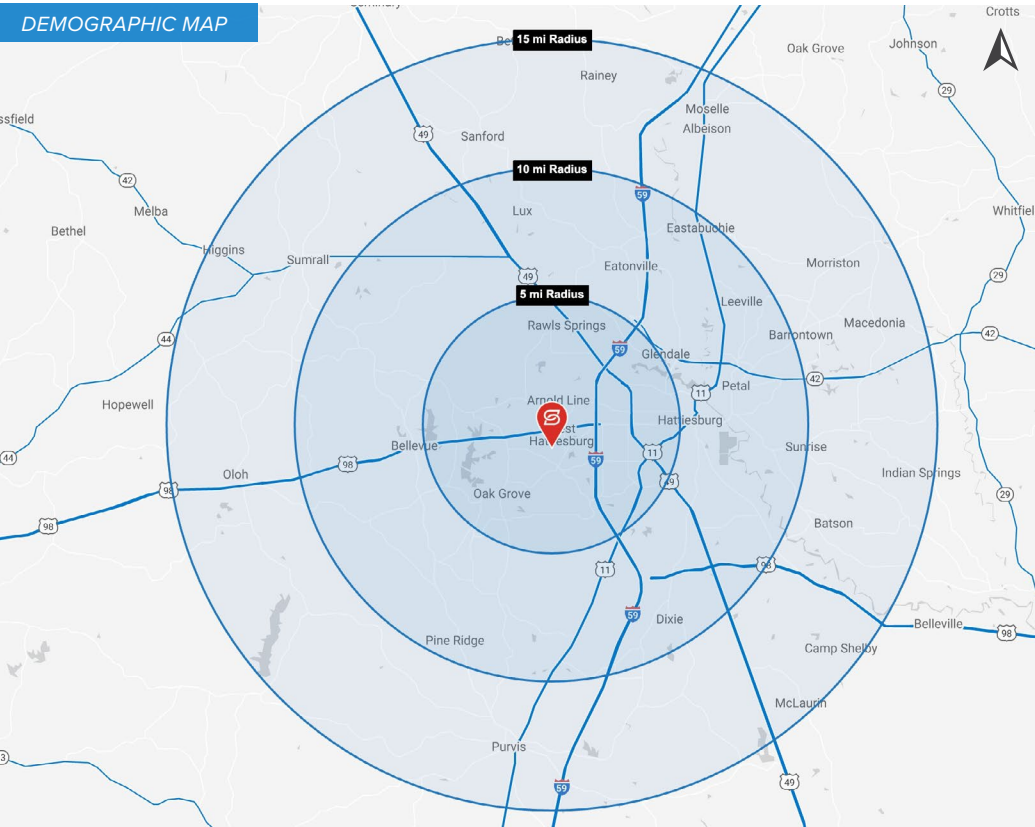 DEMOGRAPHIC MAP
Crotts
15 mi Radius
Oak Grove
Johnson
Rainey
29
Moselle
ssfield
Albeison
49
Sanford
10 mi Radius
42
59
Melba
Lux
Whitfiel
Bethel
Eastabuchie
Higgins
Sumrall
Eatonville
Morriston
49
29
5 mi Radius
Leeville
Rawls Springs
Macedonia
Barrontown
42
44
59
Glendale
42
Petal
11
Arnold Line
Hopewell
Hattiesburg
Hattiesburg
Bellevue
Sunrise
11
44
98
59
Oloh
Indian Springs
98
49
Oak Grove
29
98
Batson
98
11
59
Dixie
Belleville
98
Pine Ridge
Camp Shelby
McLaurin
Purvis
3
49
59